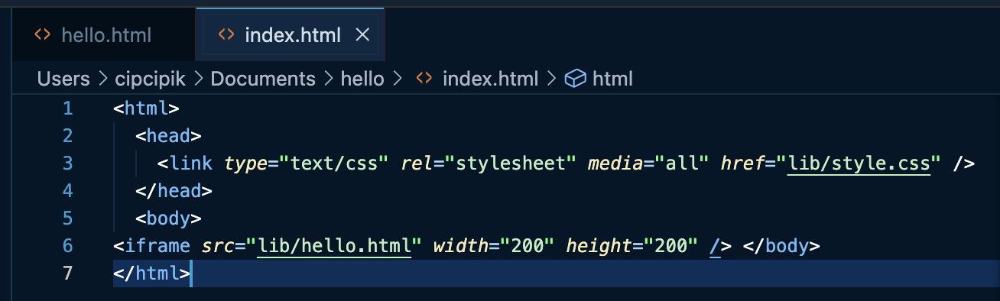 hello.html index.html
Users > cipcipik > Documents > hello > index.html > html
1 <html>
2   <head>
3     <link type="text/css" rel="stylesheet" media="all" href="lib/style.css" />
4   </head>
5   <body>
6 <iframe src="lib/hello.html" width="200" height="200" /> </body>
7 </html>